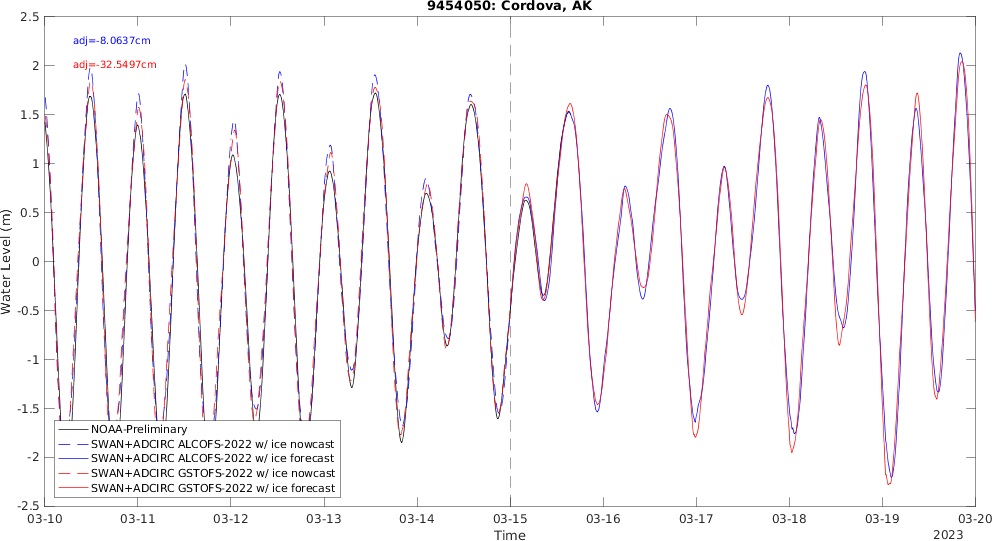 9454050: Cordova, AK
adj=-8.0637cm
adj=-32.5497cm
Water Level (m)
2.5
2
1.5
1
0.5
0
-0.5
-1
-1.5
-2
-2.5
NOAA-Preliminary
SWAN+ADCIRC ALCOFS-2022 w/ ice nowcast
SWAN+ADCIRC ALCOFS-2022 w/ ice forecast
SWAN+ADCIRC GSTOFS-2022 w/ ice nowcast
SWAN+ADCIRC GSTOFS-2022 w/ ice forecast
03-10 03-11 03-12 03-13 03-14 03-15 03-16 03-17 03-18 03-19 03-20
Time
2023